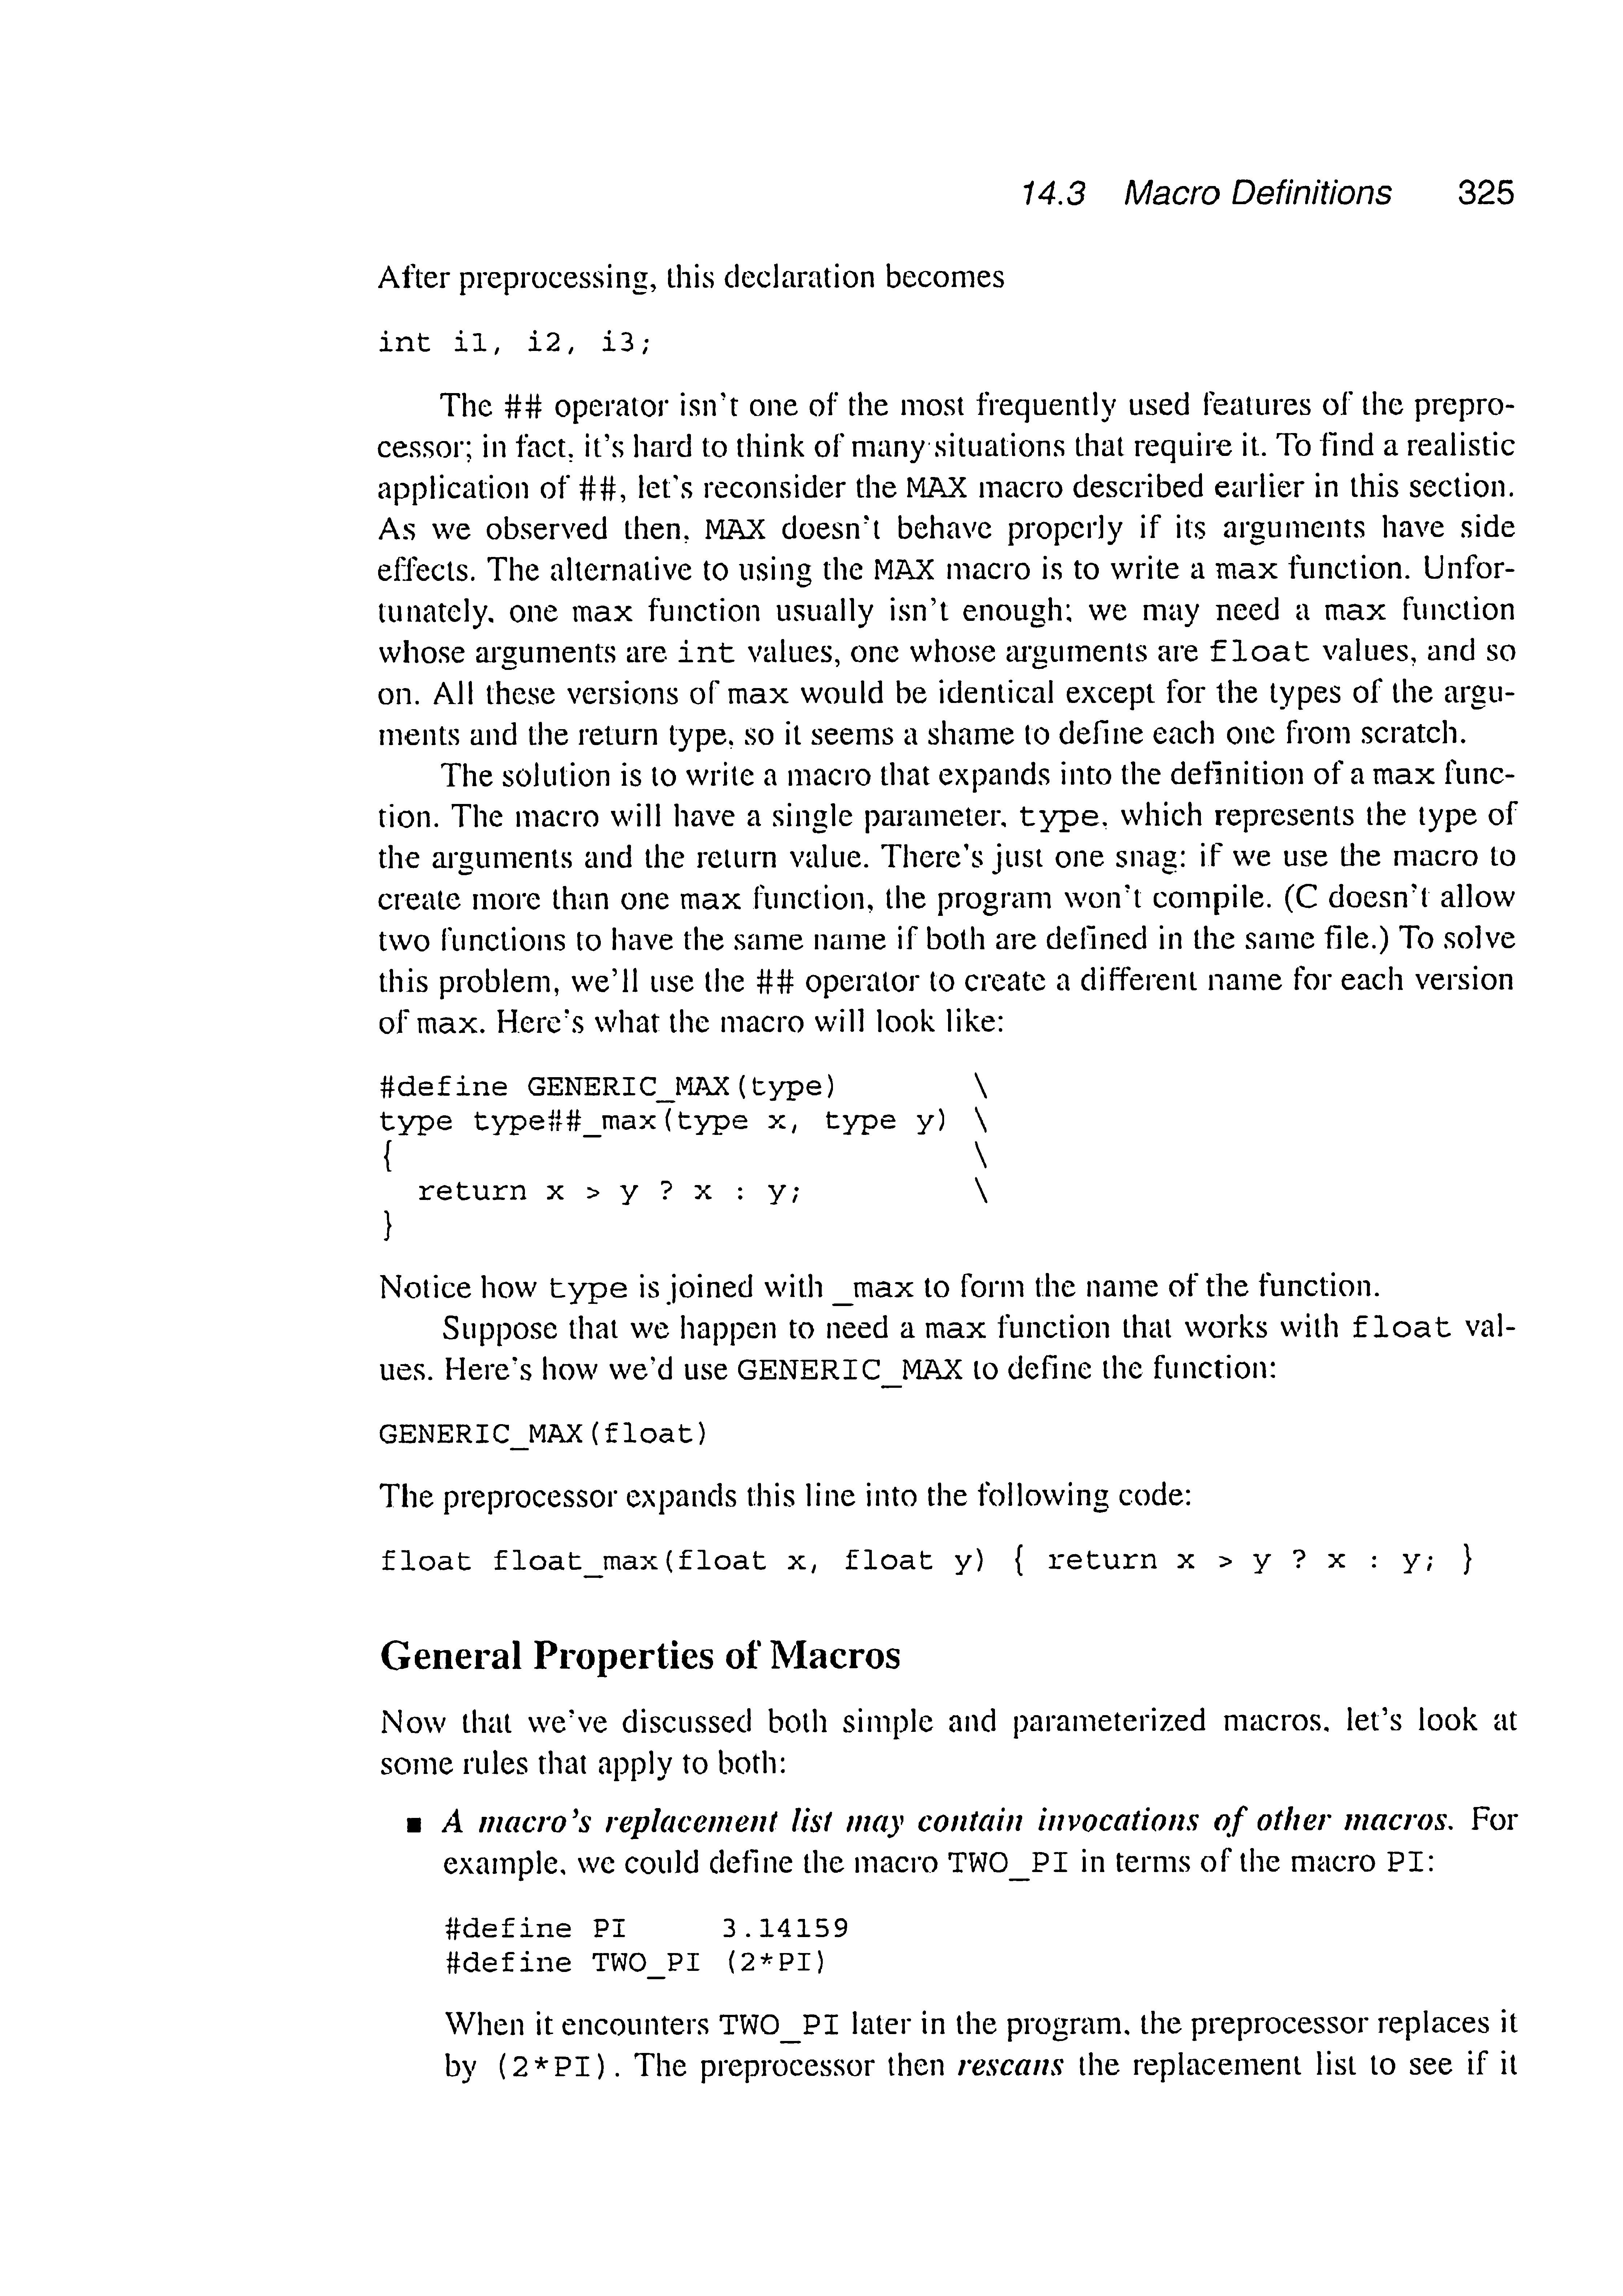 14.3 Macro Definitions 325
After preprocessing, this declaration becomes
int i1, i2, i3;
The ## operator isn't one of the most frequently used features of the prepro-
cessor; in fact, it's hard to think of many situations that require it. To find a realistic
application of ##, let's reconsider the MAX macro described earlier in this section.
As we observed then, MAX doesn't behave properly if its arguments have side
effects. The alternative to using the MAX macro is to write a max function. Unfor-
tunately, one max function usually isn't enough; we may need a max function
whose arguments are int values, one whose arguments are float values, and so
on. All these versions of max would be identical except for the types of the argu-
ments and the return type, so it seems a shame to define each one from scratch.
The solution is to write a macro that expands into the definition of a max func-
tion. The macro will have a single parameter, type, which represents the type of
the arguments and the return value. There's just one snag: if we use the macro to
create more than one max function, the program won't compile. (C doesn't allow
two functions to have the same name if both are defined in the same file.) To solve
this problem, we'll use the ## operator to create a different name for each version
of max. Here's what the macro will look like:
#define GENERIC_MAX(type) \
type type##_max(type x, type y) \
{ \
return x > y ? x : y; \
}
Notice how type is joined with _max to form the name of the function.
Suppose that we happen to need a max function that works with float val-
ues. Here's how we'd use GENERIC_MAX to define the function:
GENERIC_MAX(float)
The preprocessor expands this line into the following code:
float float_max(float x, float y) { return x > y ? x : y; }
General Properties of Macros
Now that we've discussed both simple and parameterized macros, let's look at
some rules that apply to both:
■ A macro's replacement list may contain invocations of other macros. For
example, we could define the macro TWO_PI in terms of the macro PI:
#define PI 3.14159
#define TWO_PI (2*PI)
When it encounters TWO_PI later in the program, the preprocessor replaces it
by (2*PI). The preprocessor then rescans the replacement list to see if it